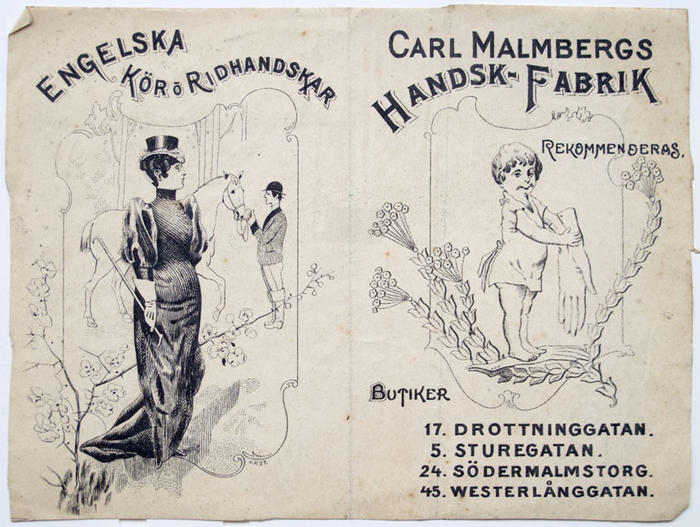 ENGELSKA
KÖR Ö RIDHANDSKAR
CARL MALMBERGS
HANDSK-FABRIK
REKOMMENDERAS.
BUTIKER
17. DROTTNINGGATAN.
5. STUREGATAN.
24. SÖDERMALMSTORG.
45. WESTERLÅNGGATAN.